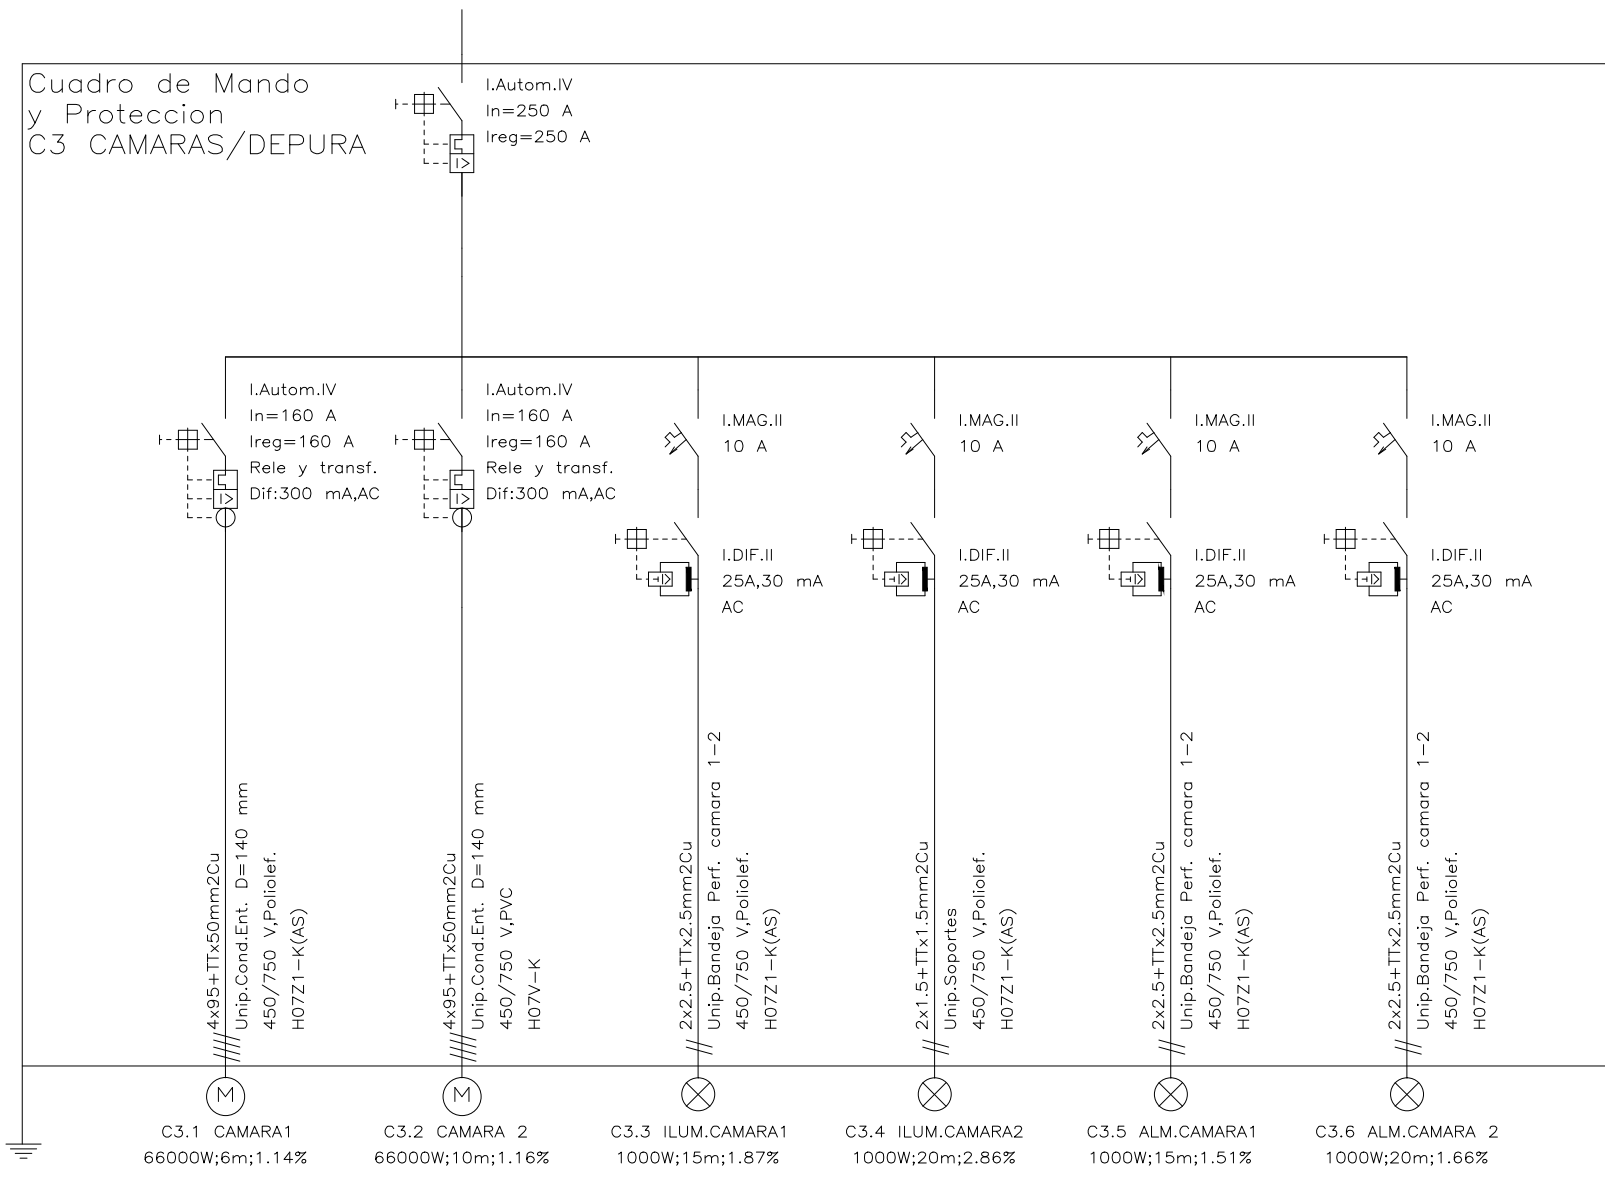 Cuadro de Mando
y Proteccion
C3 CAMARAS/DEPURA
I.Autom.IV
In=250 A
Ireg=250 A
I.Autom.IV
In=160 A
Ireg=160 A
Rele y transf.
Dif:300 mA,AC
I.Autom.IV
In=160 A
Ireg=160 A
Rele y transf.
Dif:300 mA,AC
I.MAG.II
10 A
I.MAG.II
10 A
I.MAG.II
10 A
I.MAG.II
10 A
I.DIF.II
25A,30 mA
AC
I.DIF.II
25A,30 mA
AC
I.DIF.II
25A,30 mA
AC
I.DIF.II
25A,30 mA
AC
4x95+TTx50mm2Cu
Unip.Cond.Ent. D=140 mm
450/750 V,Poliolef.
H07Z1-K(AS)
4x95+TTx50mm2Cu
Unip.Cond.Ent. D=140 mm
450/750 V,PVC
H07V-K
2x2.5+TTx2.5mm2Cu
Unip.Bandeja Perf. camara 1-2
450/750 V,Poliolef.
H07Z1-K(AS)
2x1.5+TTx1.5mm2Cu
Unip.Soportes
450/750 V,Poliolef.
H07Z1-K(AS)
2x2.5+TTx2.5mm2Cu
Unip.Bandeja Perf. camara 1-2
450/750 V,Poliolef.
H07Z1-K(AS)
2x2.5+TTx2.5mm2Cu
Unip.Bandeja Perf. camara 1-2
450/750 V,Poliolef.
H07Z1-K(AS)
M
M
C3.1 CAMARA1
66000W;6m;1.14%
C3.2 CAMARA 2
66000W;10m;1.16%
C3.3 ILUM.CAMARA1
1000W;15m;1.87%
C3.4 ILUM.CAMARA2
1000W;20m;2.86%
C3.5 ALM.CAMARA1
1000W;15m;1.51%
C3.6 ALM.CAMARA 2
1000W;20m;1.66%